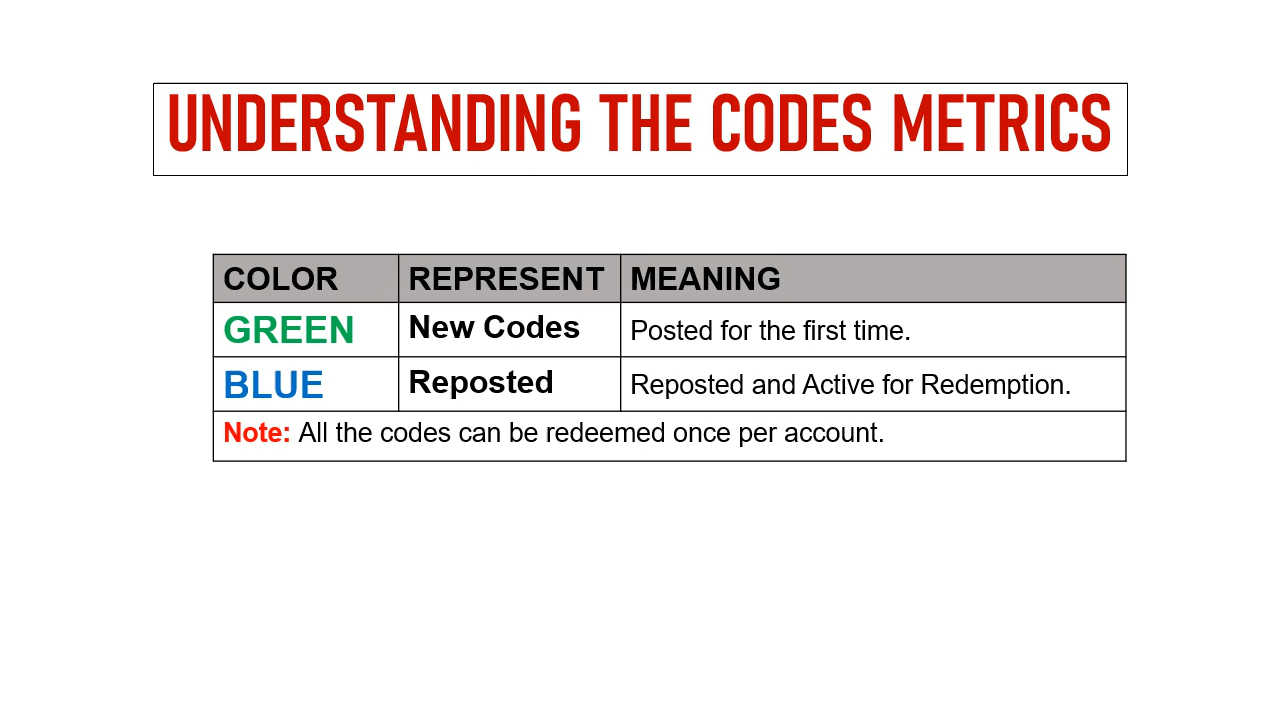 UNDERSTANDING THE CODES METRICS
COLOR REPRESENT MEANING
GREEN New Codes Posted for the first time.
BLUE Reposted Reposted and Active for Redemption.
Note: All the codes can be redeemed once per account.